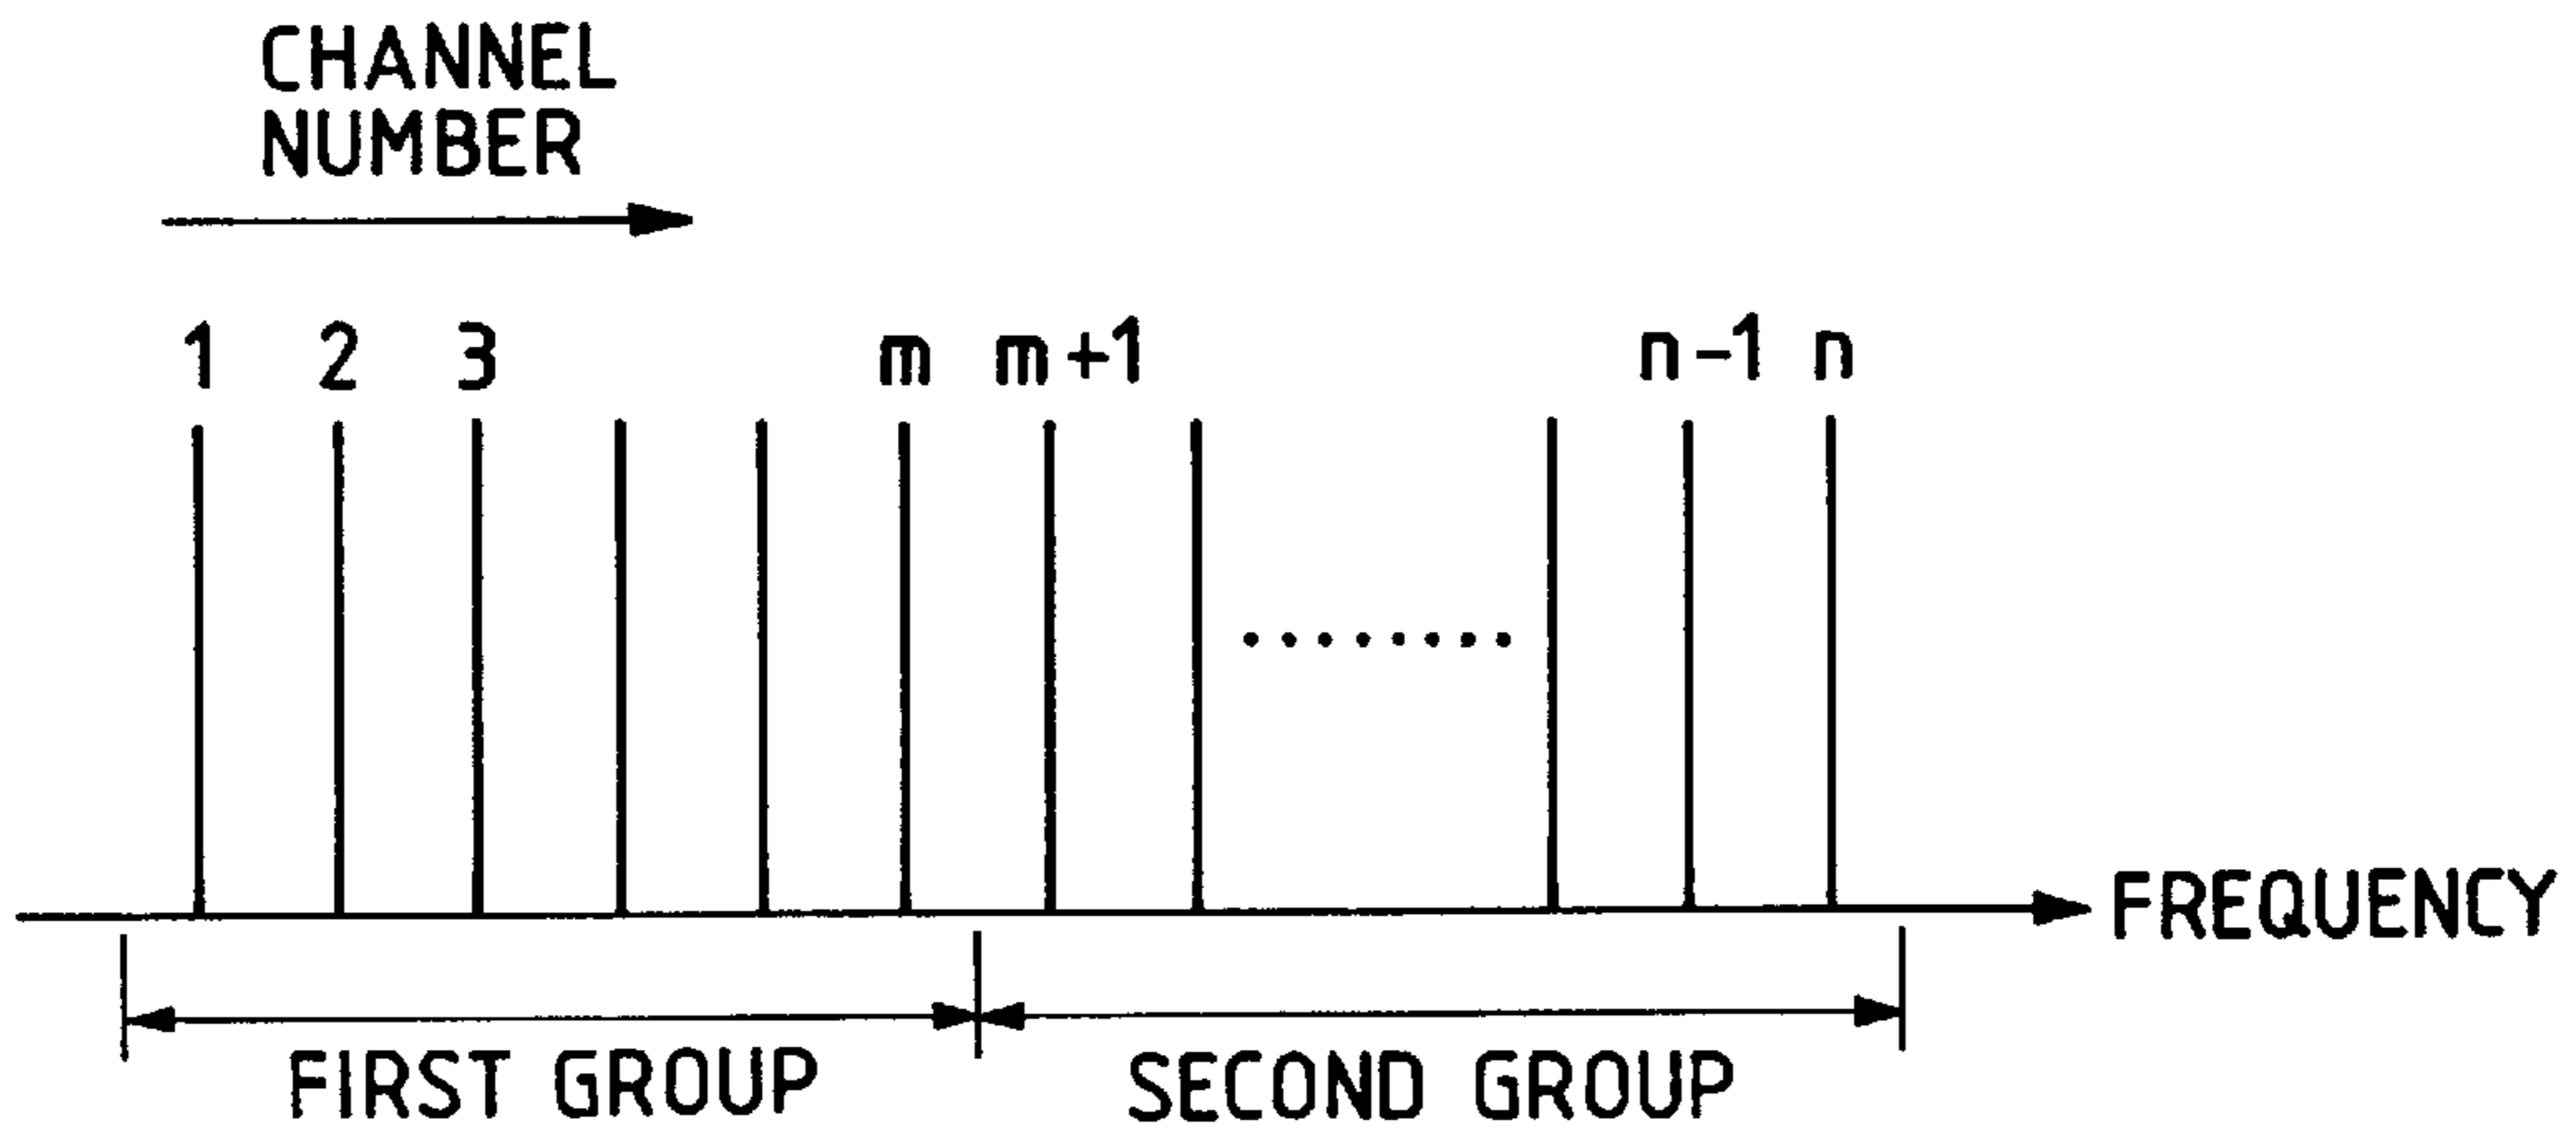 CHANNEL
NUMBER
1 2 3 m m+1 n-1 n
FREQUENCY
FIRST GROUP SECOND GROUP